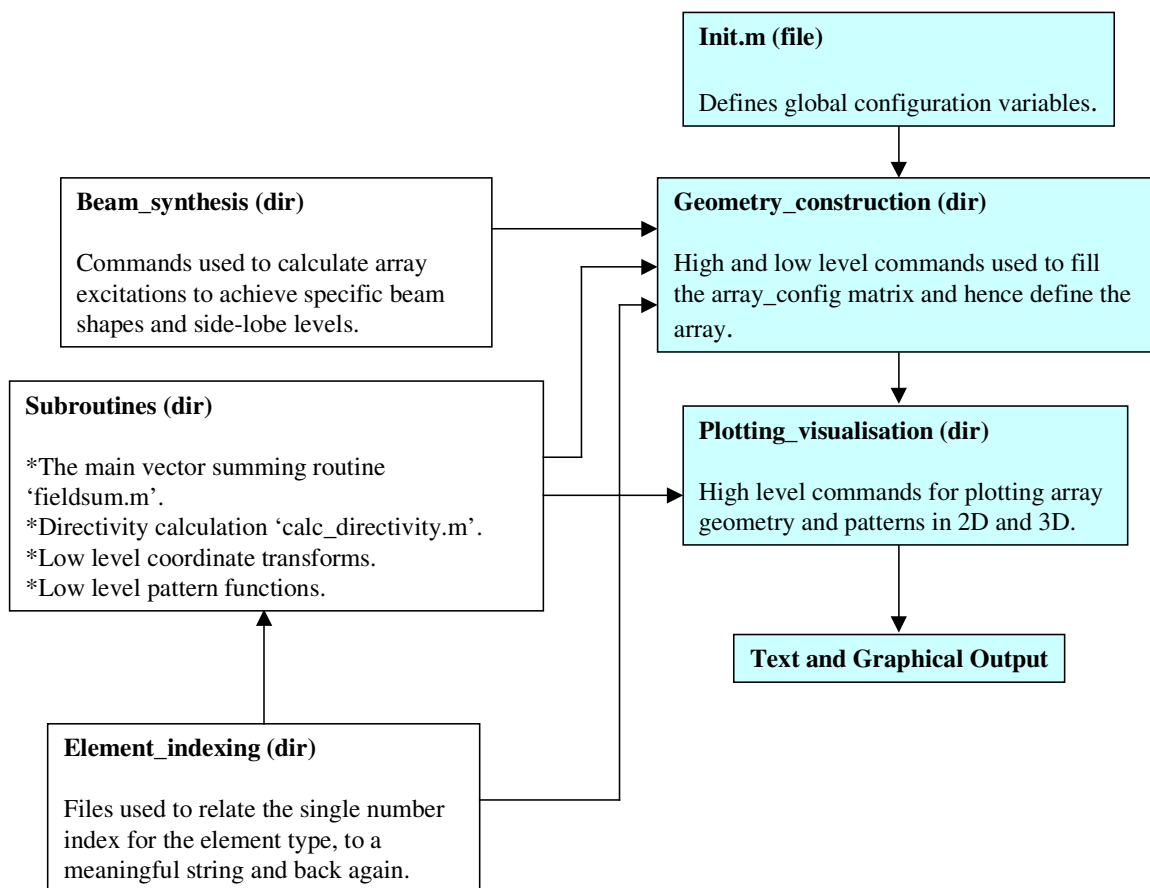 Init.m (file)
Defines global configuration variables.
Beam_synthesis (dir)
Commands used to calculate array
excitations to achieve specific beam
shapes and side-lobe levels.
Geometry_construction (dir)
High and low level commands used to fill
the array_config matrix and hence define the
array.
Subroutines (dir)
*The main vector summing routine
‘fieldsum.m’.
*Directivity calculation ‘calc_directivity.m’.
*Low level coordinate transforms.
*Low level pattern functions.
Plotting_visualisation (dir)
High level commands for plotting array
geometry and patterns in 2D and 3D.
Text and Graphical Output
Element_indexing (dir)
Files used to relate the single number
index for the element type, to a
meaningful string and back again.